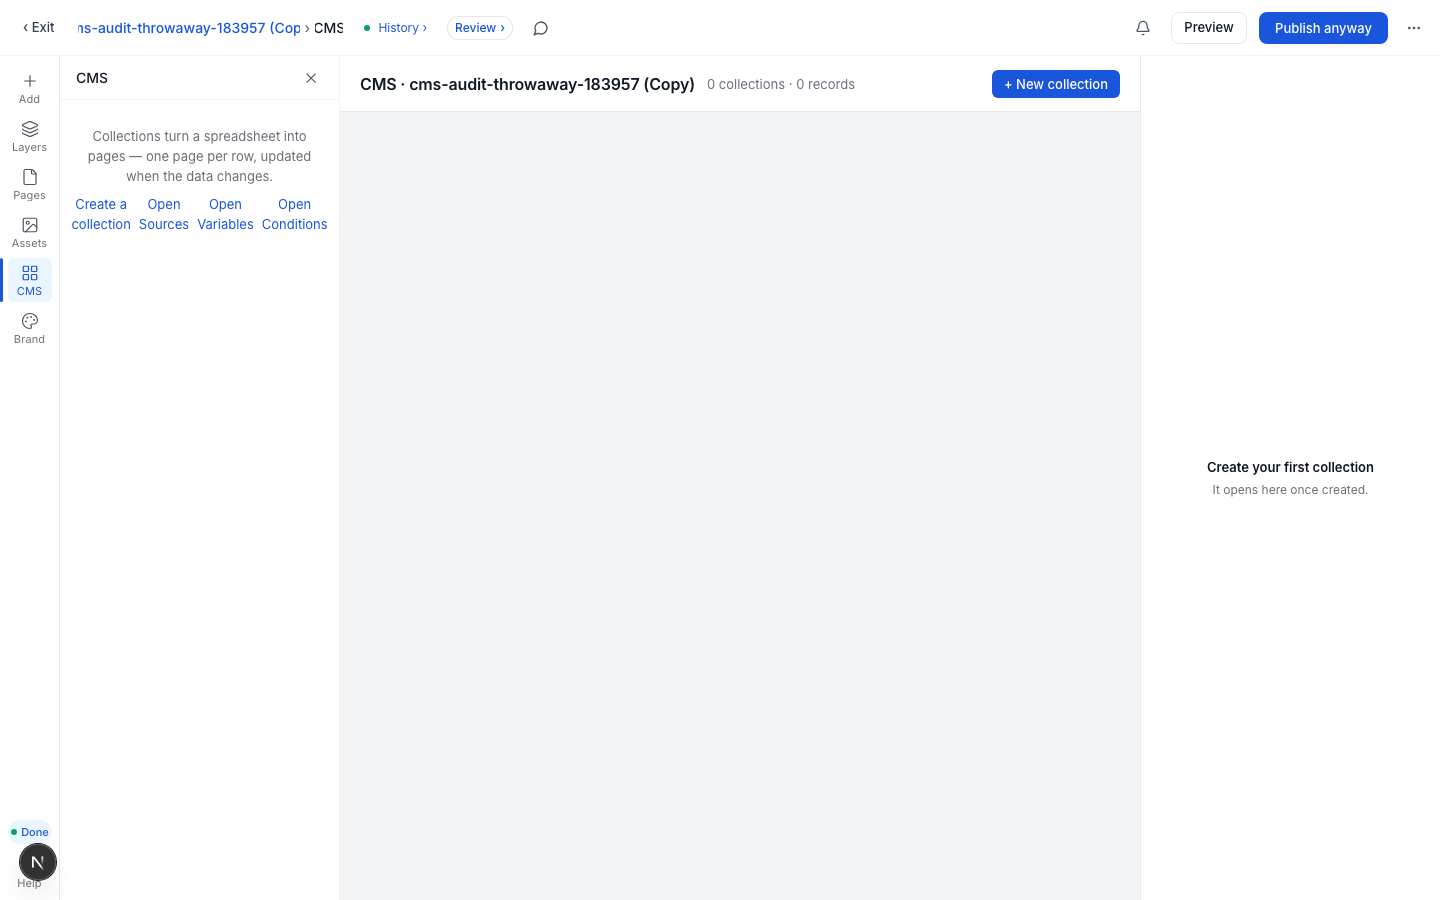 ‹ Exit
ns-audit-throwaway-183957 (Cop › CMS
History ›
Review ›
Preview
Publish anyway
Add
Layers
Pages
Assets
CMS
Brand
Done
N
Help
CMS
Collections turn a spreadsheet into
pages — one page per row, updated
when the data changes.
Create a collection
Open Sources
Open Variables
Open Conditions
CMS · cms-audit-throwaway-183957 (Copy)
0 collections · 0 records
+ New collection
Create your first collection
It opens here once created.